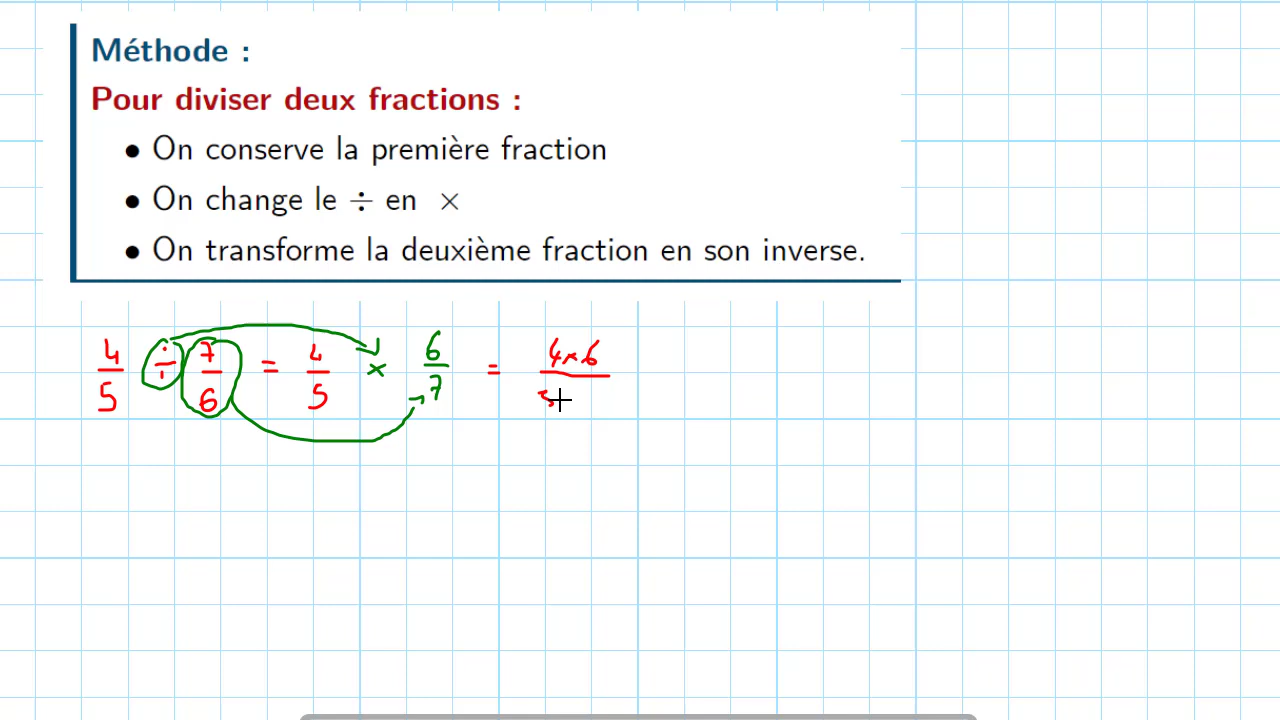 Méthode :
Pour diviser deux fractions :
• On conserve la première fraction
• On change le ÷ en ×
• On transforme la deuxième fraction en son inverse.
4/5 ÷ 7/6 = 4/5 × 6/7 = 4×6/5